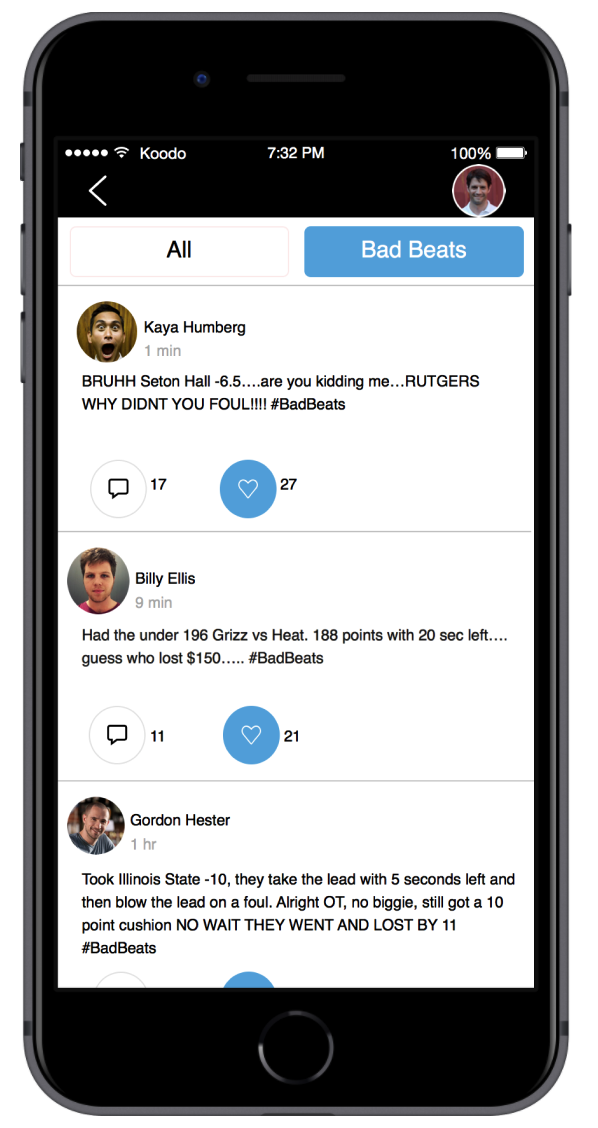 Koodo 7:32 PM 100%
All Bad Beats
Kaya Humberg
1 min
BRUHH Seton Hall -6.5….are you kidding me…RUTGERS
WHY DIDNT YOU FOUL!!!! #BadBeats
17 27
Billy Ellis
9 min
Had the under 196 Grizz vs Heat. 188 points with 20 sec left….
guess who lost $150….. #BadBeats
11 21
Gordon Hester
1 hr
Took Illinois State -10, they take the lead with 5 seconds left and
then blow the lead on a foul. Alright OT, no biggie, still got a 10
point cushion NO WAIT THEY WENT AND LOST BY 11
#BadBeats